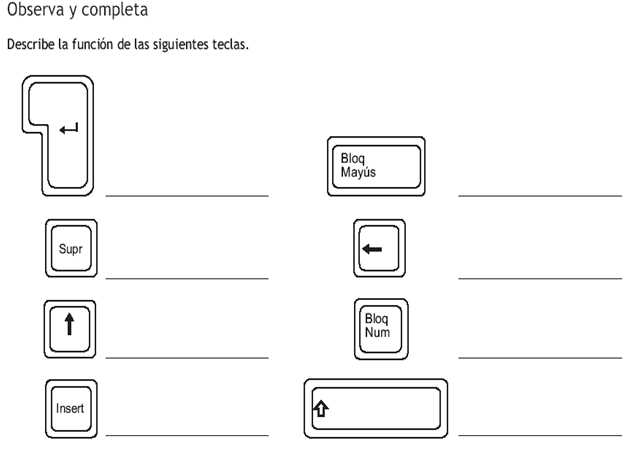 Observa y completa
Describe la función de las siguientes teclas.
Bloq
Mayús
Supr
Bloq
Num
Insert